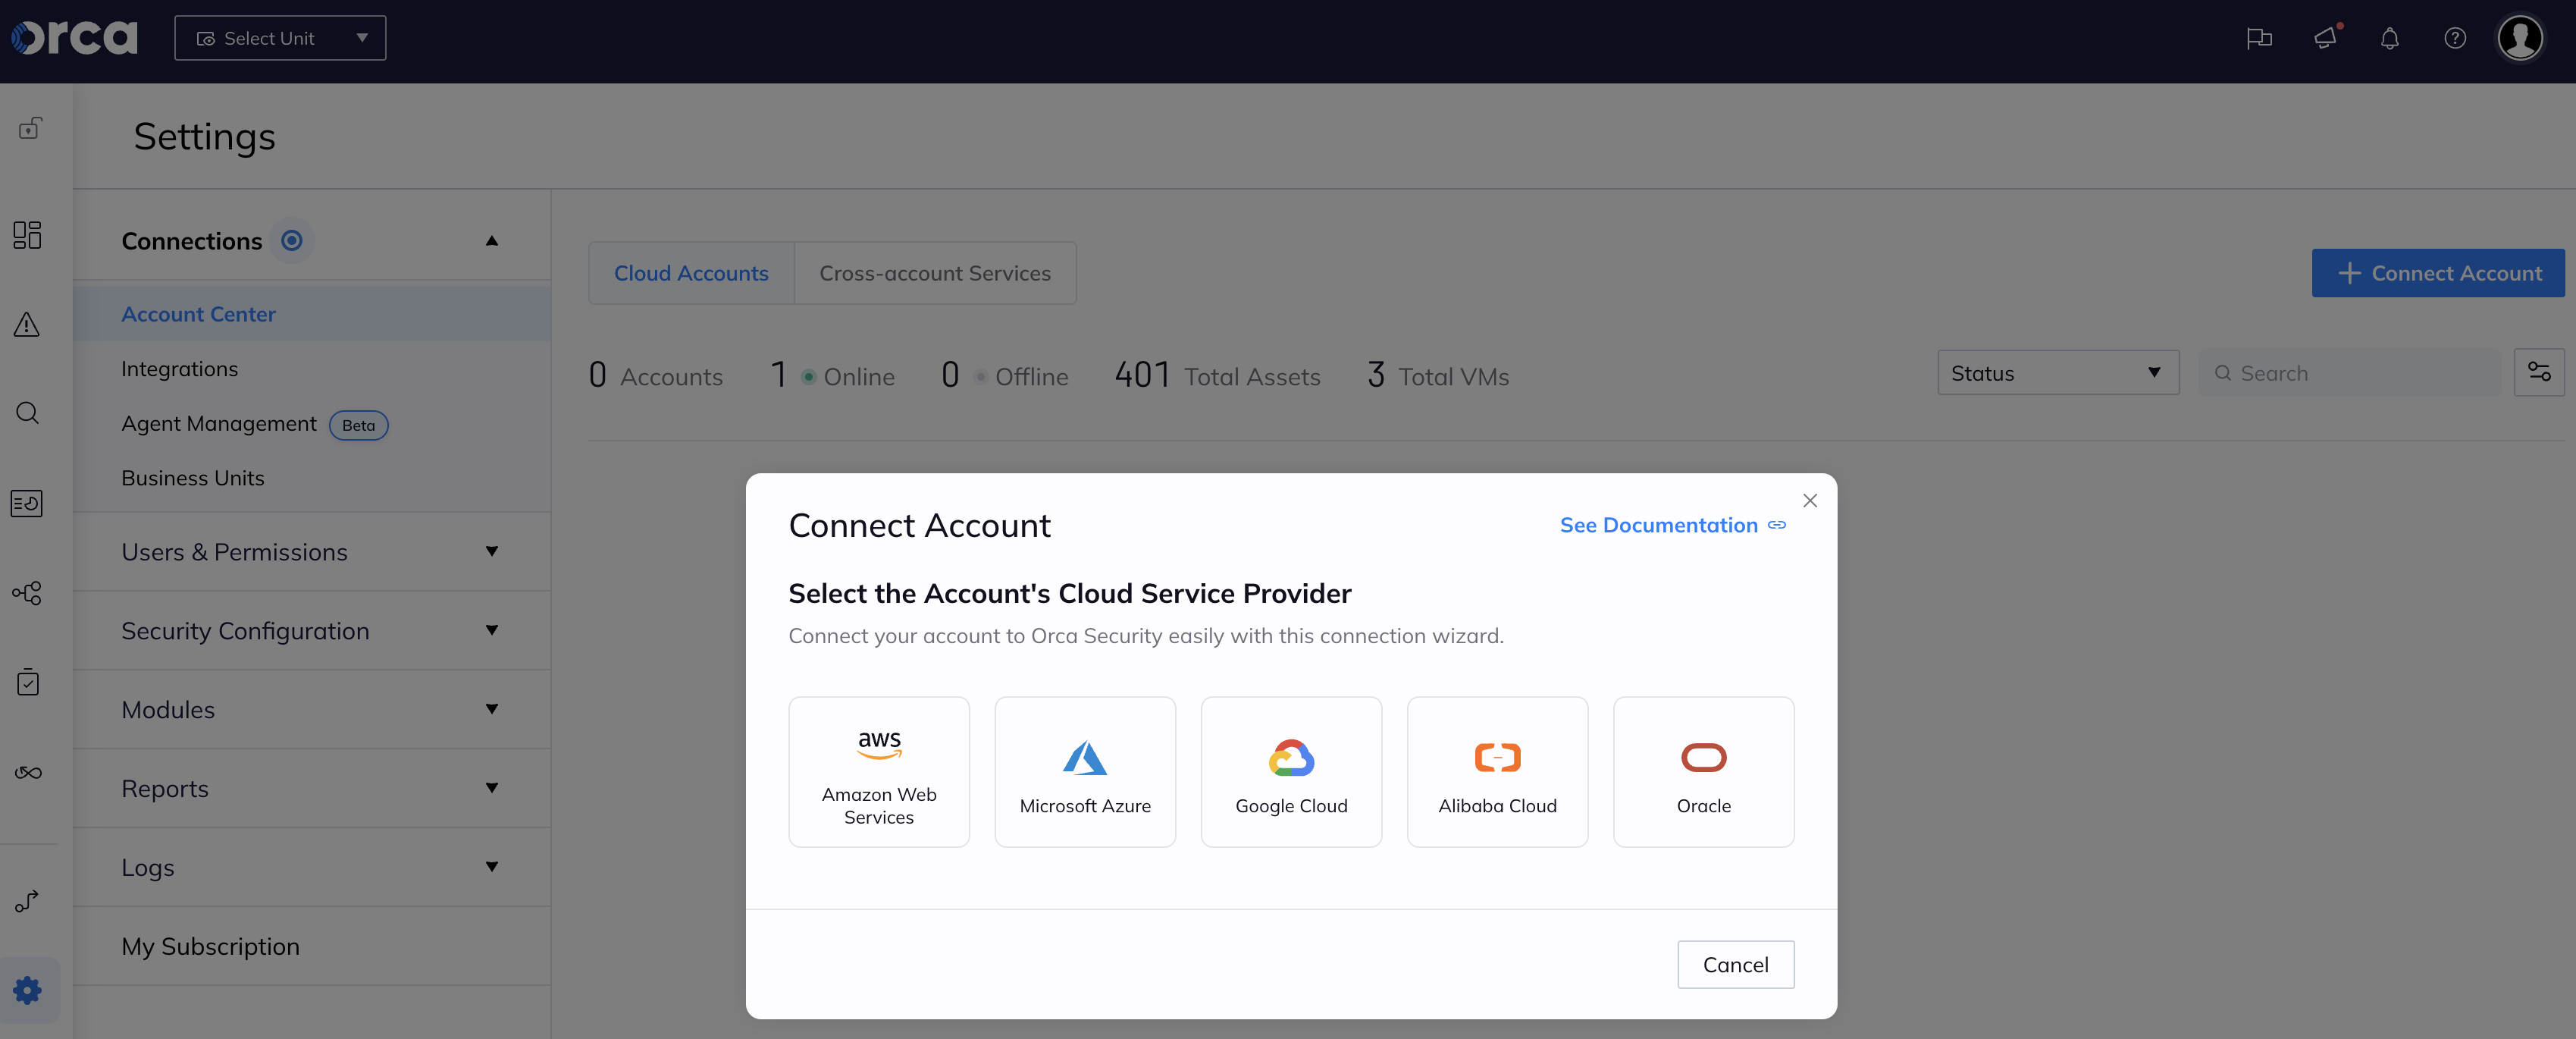 orca
Select Unit
Settings
Connections
Account Center
Integrations
Agent Management Beta
Business Units
Users & Permissions
Security Configuration
Modules
Reports
Logs
My Subscription
Cloud Accounts
Cross-account Services
Connect Account
0 Accounts
1 Online
0 Offline
401 Total Assets
3 Total VMs
Status
Search
Connect Account
See Documentation
Select the Account's Cloud Service Provider
Connect your account to Orca Security easily with this connection wizard.
aws
Amazon Web
Services
Microsoft Azure
Google Cloud
Alibaba Cloud
Oracle
Cancel